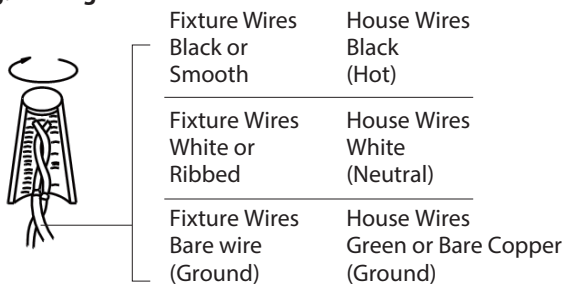 Fixture Wires House Wires
Black or Black
Smooth (Hot)
Fixture Wires House Wires
White or White
Ribbed (Neutral)
Fixture Wires House Wires
Bare wire Green or Bare Copper
(Ground) (Ground)